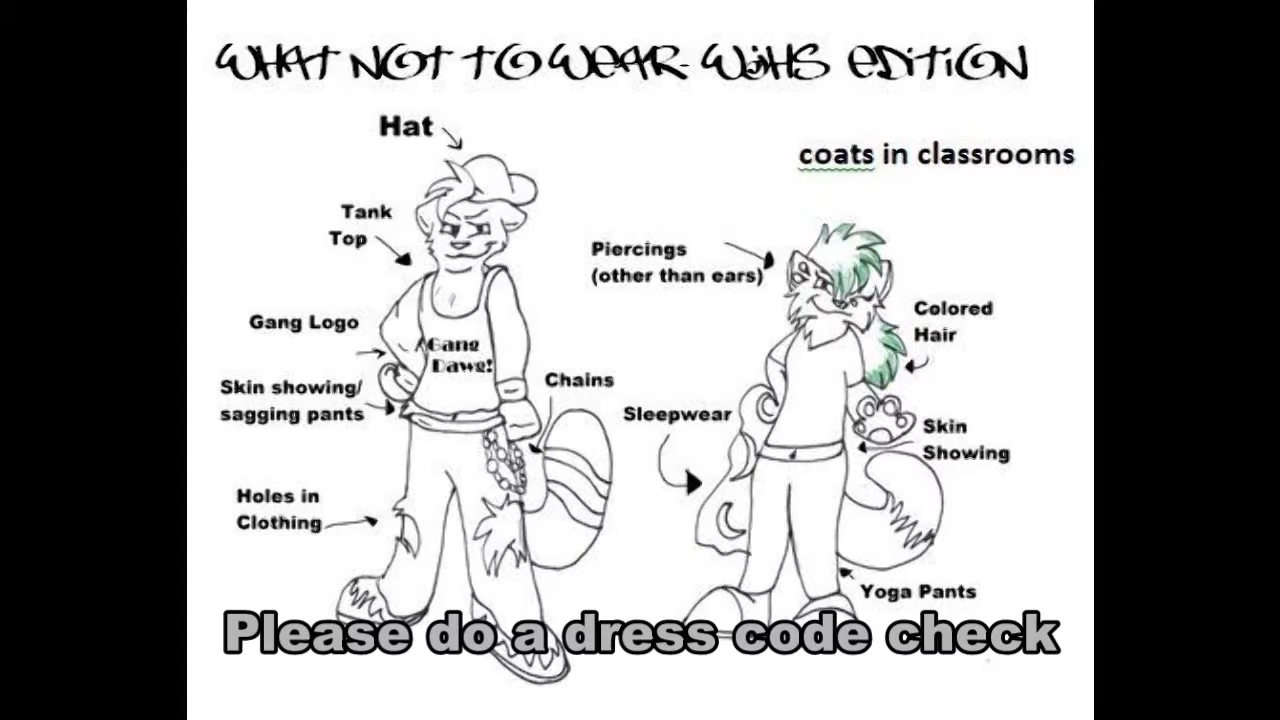 WHAT NOT TO WEAR- WJHS EDITION
Hat
coats in classrooms
Tank
Top
Piercings
(other than ears)
Colored
Hair
Gang Logo
Gang
Dawg!
Skin showing/
sagging pants
Chains
Sleepwear
Skin
Showing
Holes in
Clothing
Yoga Pants
Please do a dress code check